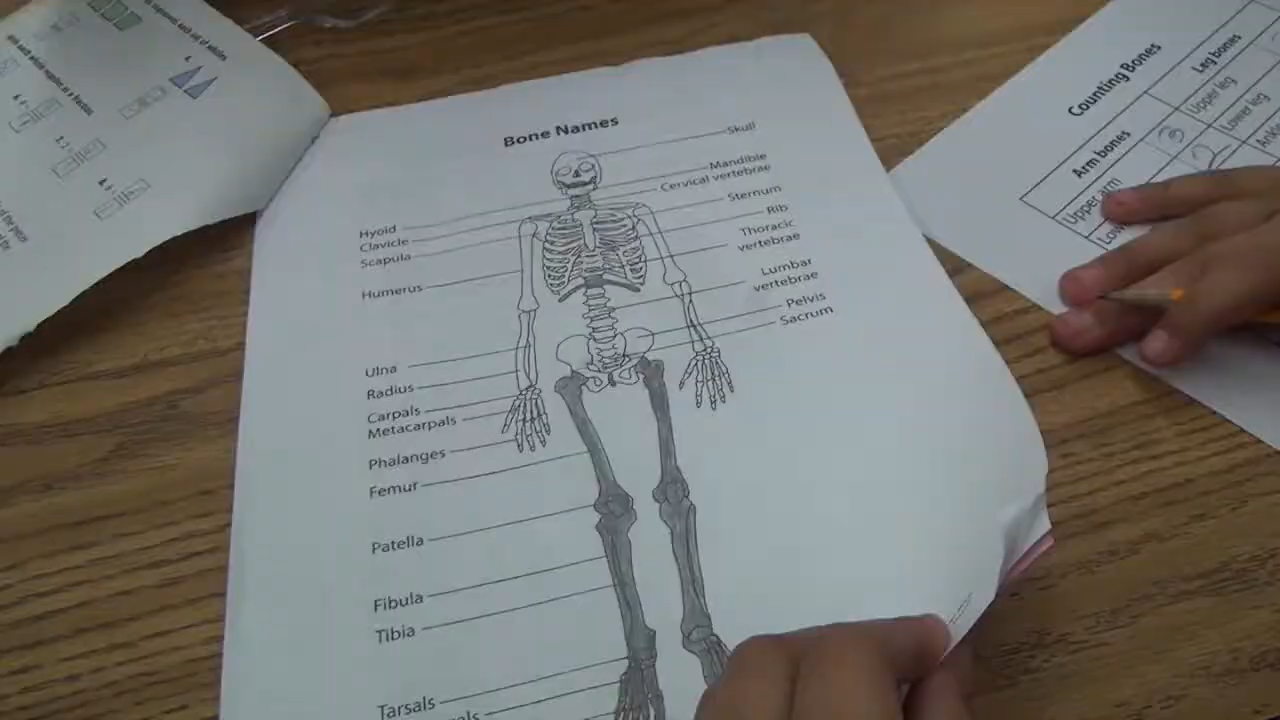 Bone Names
Skull
Mandible
Cervical vertebrae
Sternum
Rib
Thoracic
vertebrae
Lumbar
vertebrae
Pelvis
Sacrum
Hyoid
Clavicle
Scapula
Humerus
Ulna
Radius
Carpals
Metacarpals
Phalanges
Femur
Patella
Fibula
Tibia
Tarsals
Counting Bones
Arm bones
Leg bones
Upper arm 3
Upper leg
2
Lower leg